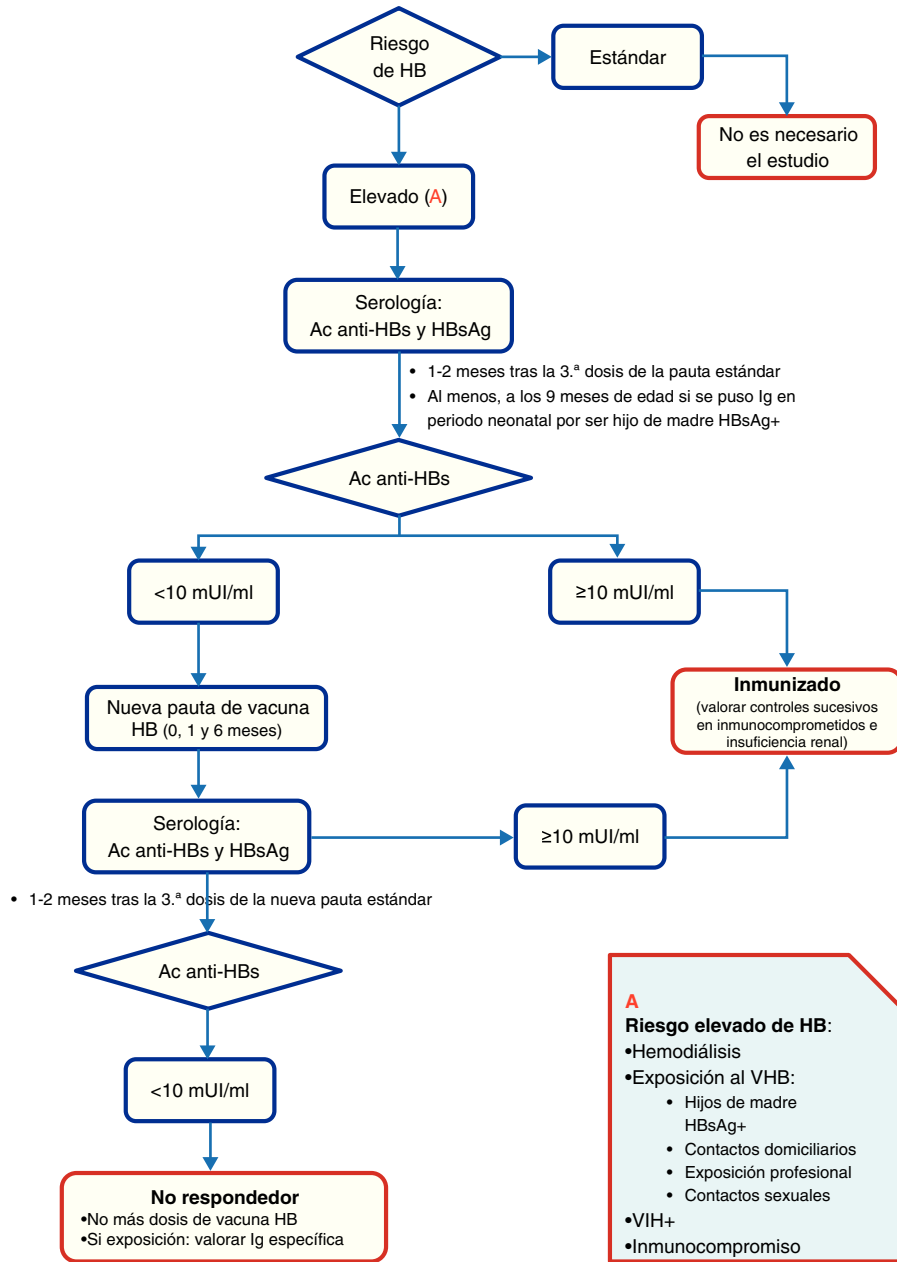 Riesgo
de HB
Estándar
No es necesario
el estudio
Elevado (A)
Serología:
Ac anti-HBs y HBsAg
• 1-2 meses tras la 3.ª dosis de la pauta estándar
• Al menos, a los 9 meses de edad si se puso Ig en
periodo neonatal por ser hijo de madre HBsAg+
Ac anti-HBs
<10 mUI/ml
≥10 mUI/ml
Nueva pauta de vacuna
HB (0, 1 y 6 meses)
Inmunizado
(valorar controles sucesivos
en inmunocomprometidos e
insuficiencia renal)
Serología:
Ac anti-HBs y HBsAg
≥10 mUI/ml
• 1-2 meses tras la 3.ª dosis de la nueva pauta estándar
Ac anti-HBs
<10 mUI/ml
No respondedor
•No más dosis de vacuna HB
•Si exposición: valorar Ig específica
A
Riesgo elevado de HB:
•Hemodiálisis
•Exposición al VHB:
• Hijos de madre
HBsAg+
• Contactos domiciliarios
• Exposición profesional
• Contactos sexuales
•VIH+
•Inmunocompromiso